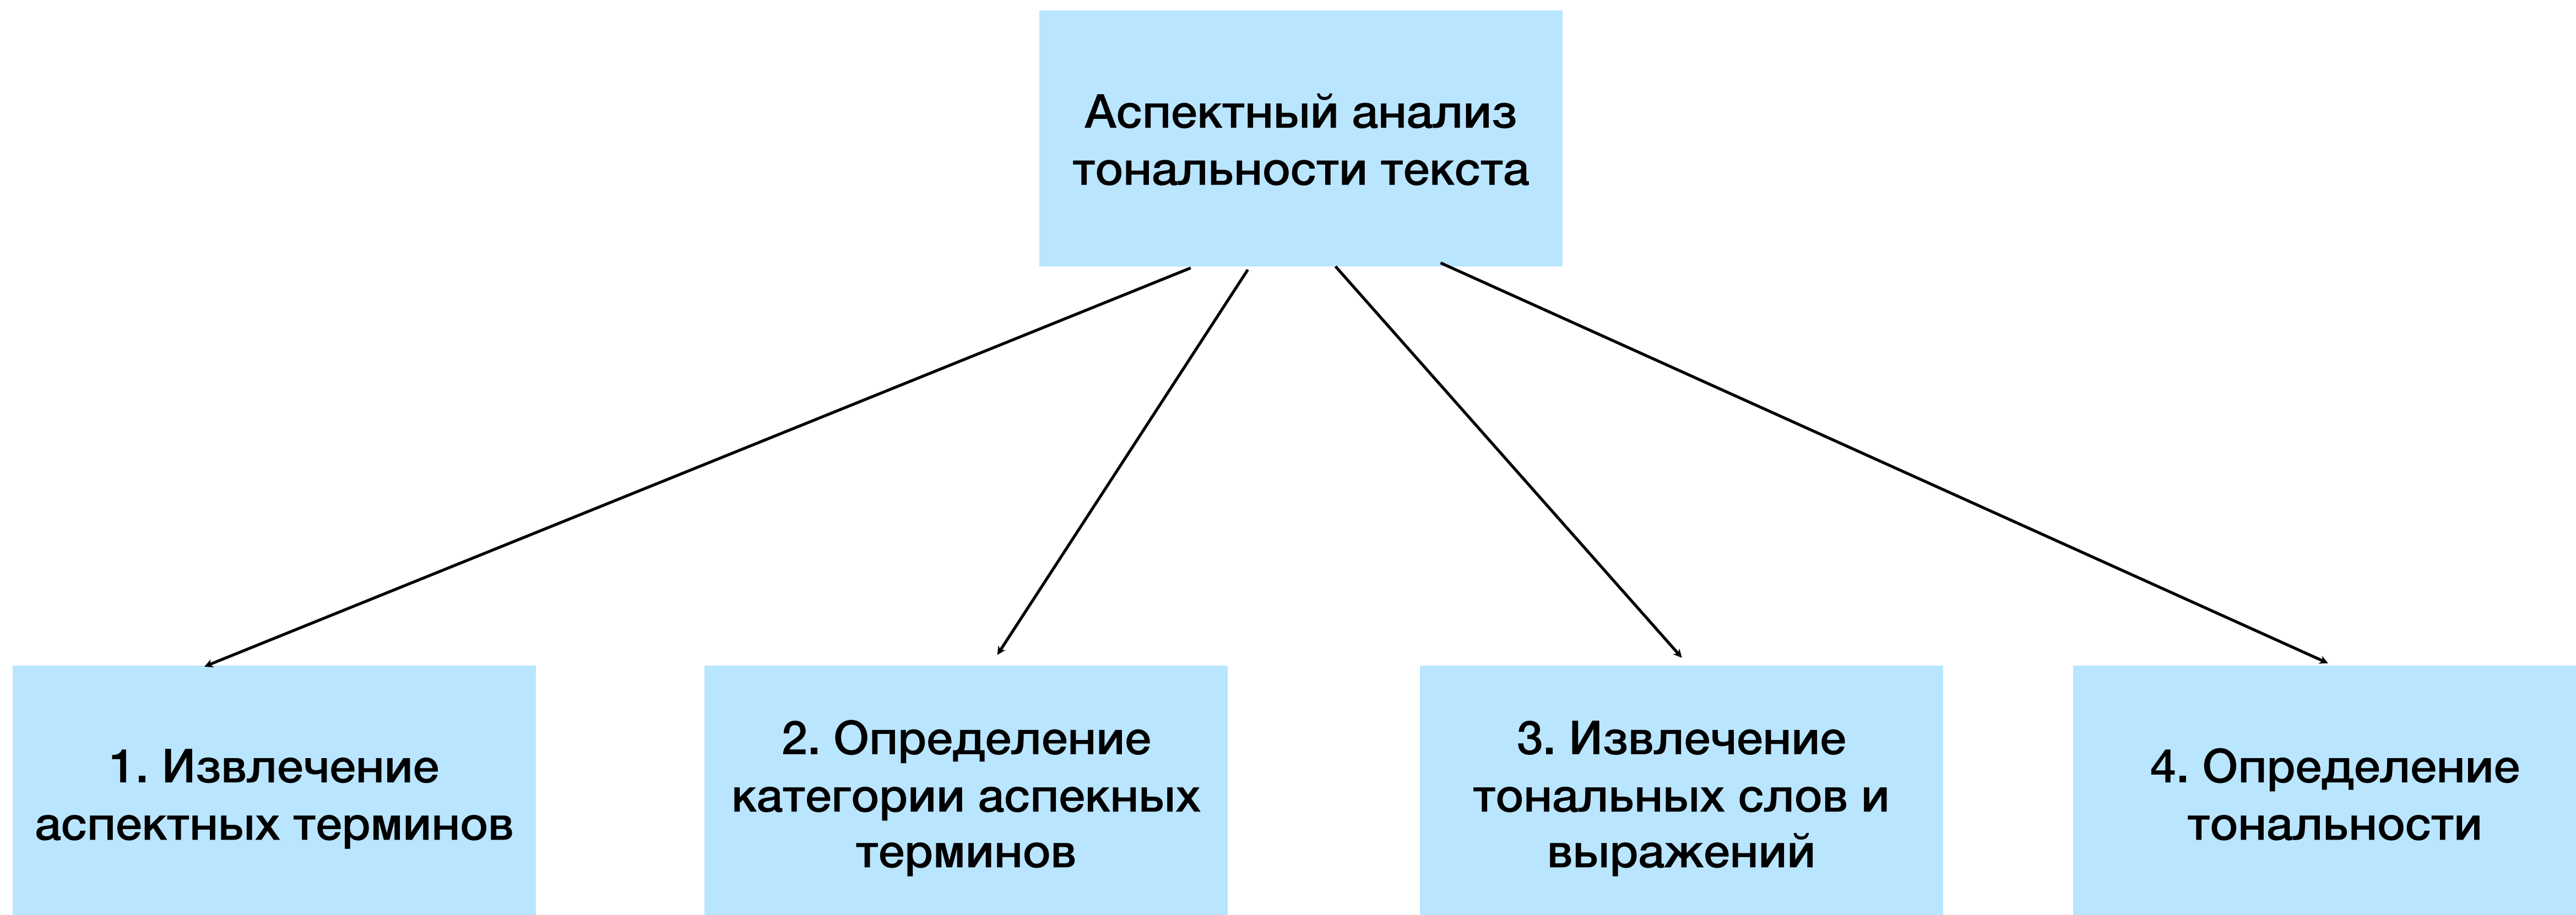 Аспектный анализ
тональности текста
1. Извлечение
аспектных терминов
2. Определение
категории аспекных
терминов
3. Извлечение
тональных слов и
выражений
4. Определение
тональности